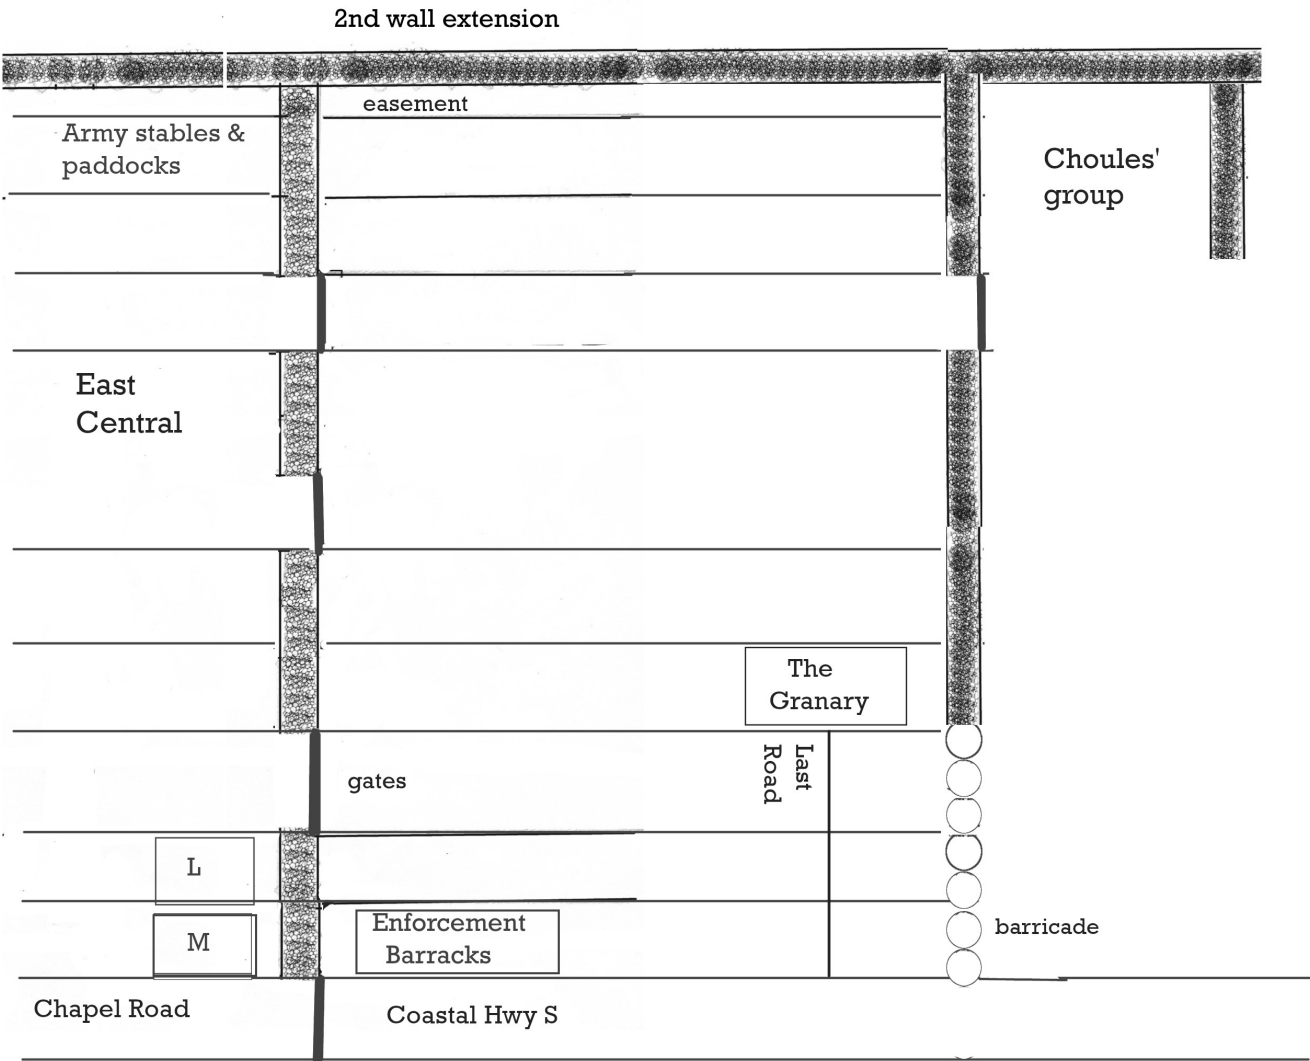 2nd wall extension
easement
Army stables &
paddocks
Choules'
group
East
Central
The
Granary
Last
Road
gates
L
M
Enforcement
Barracks
barricade
Chapel Road
Coastal Hwy S